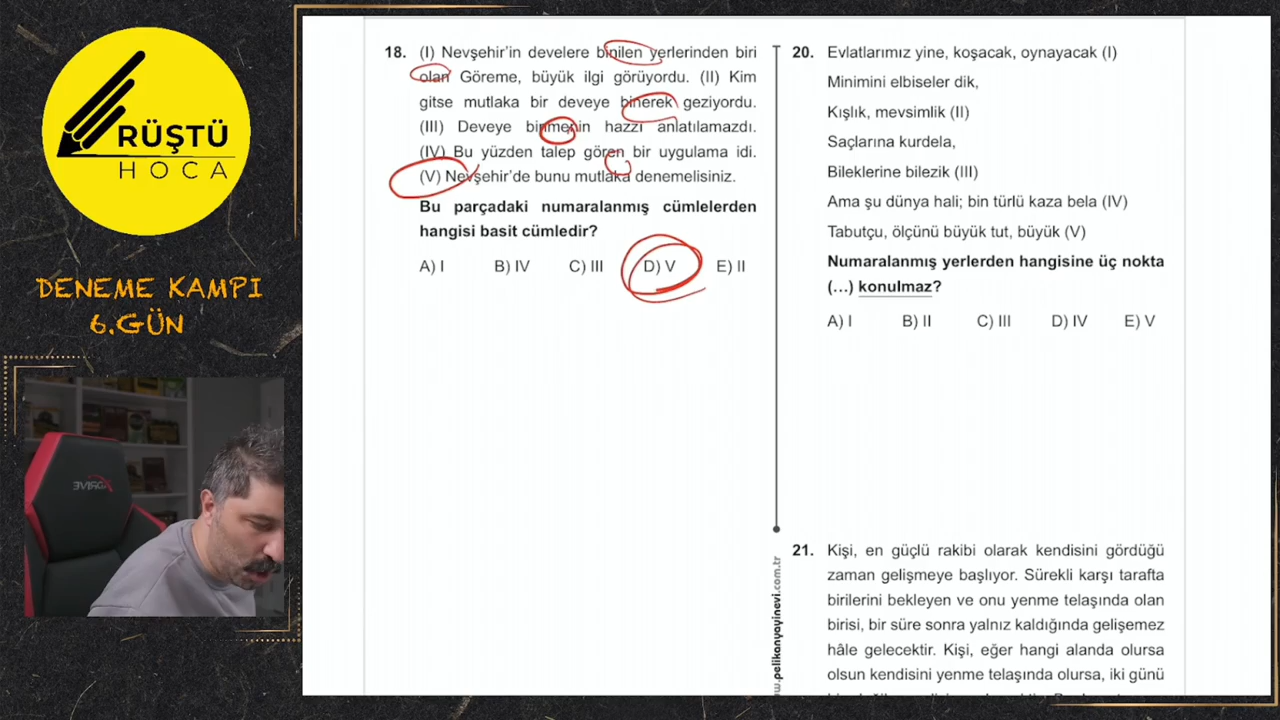 RÜŞTÜ
HOCA
DENEME KAMPI
6.GÜN
18. (I) Nevşehir'in develere binilen yerlerinden biri
olan Göreme, büyük ilgi görüyordu. (II) Kim
gitse mutlaka bir deveye binerek geziyordu.
(III) Deveye binmenin hazzı anlatılamazdı.
(IV) Bu yüzden talep gören bir uygulama idi.
(V) Nevşehir'de bunu mutlaka denemelisiniz.
Bu parçadaki numaralanmış cümlelerden
hangisi basit cümledir?
A) I B) IV C) III D) V E) II
www.pelikanyayinevi.com.tr
20. Evlatlarımız yine, koşacak, oynayacak (I)
Minimini elbiseler dik,
Kışlık, mevsimlik (II)
Saçlarına kurdela,
Bileklerine bilezik (III)
Ama şu dünya hali; bin türlü kaza bela (IV)
Tabutçu, ölçünü büyük tut, büyük (V)
Numaralanmış yerlerden hangisine üç nokta
(...) konulmaz?
A) I B) II C) III D) IV E) V
21. Kişi, en güçlü rakibi olarak kendisini gördüğü
zaman gelişmeye başlıyor. Sürekli karşı tarafta
birilerini bekleyen ve onu yenme telaşında olan
birisi, bir süre sonra yalnız kaldığında gelişemez
hâle gelecektir. Kişi, eğer hangi alanda olursa
olsun kendisini yenme telaşında olursa, iki günü